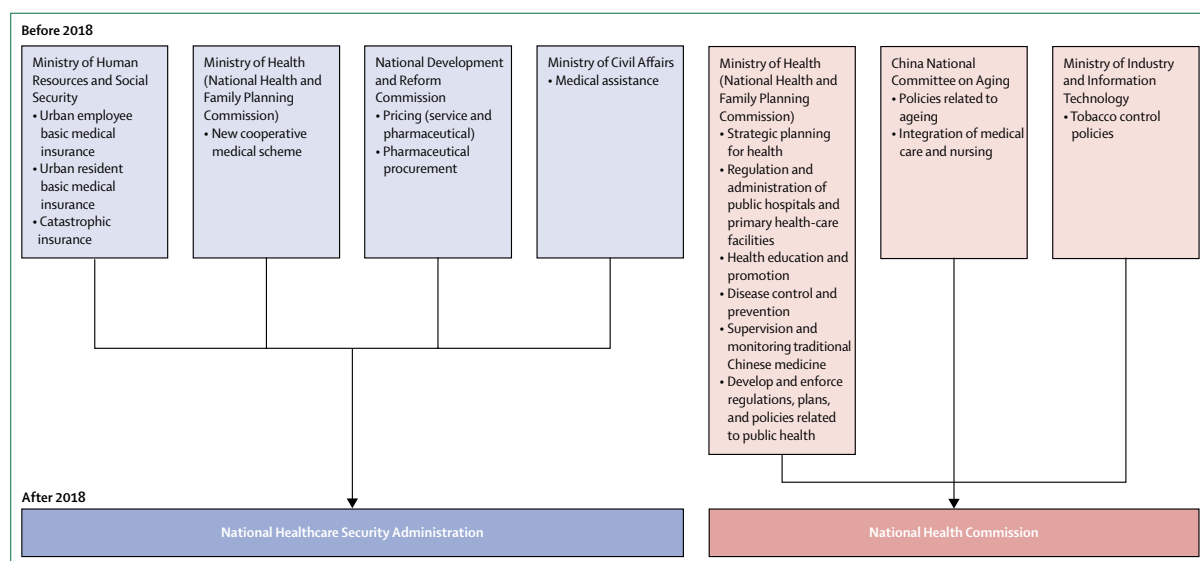 Before 2018
Ministry of Human
Resources and Social
Security
• Urban employee
basic medical
insurance
• Urban resident
basic medical
insurance
• Catastrophic
insurance
Ministry of Health
(National Health and
Family Planning
Commission)
• New cooperative
medical scheme
National Development
and Reform
Commission
• Pricing (service and
pharmaceutical)
• Pharmaceutical
procurement
Ministry of Civil Affairs
• Medical assistance
Ministry of Health
(National Health and
Family Planning
Commission)
• Strategic planning
for health
• Regulation and
administration of
public hospitals and
primary health-care
facilities
• Health education and
promotion
• Disease control and
prevention
• Supervision and
monitoring traditional
Chinese medicine
• Develop and enforce
regulations, plans,
and policies related
to public health
China National
Committee on Aging
• Policies related to
ageing
• Integration of medical
care and nursing
Ministry of Industry
and Information
Technology
• Tobacco control
policies
After 2018
National Healthcare Security Administration
National Health Commission